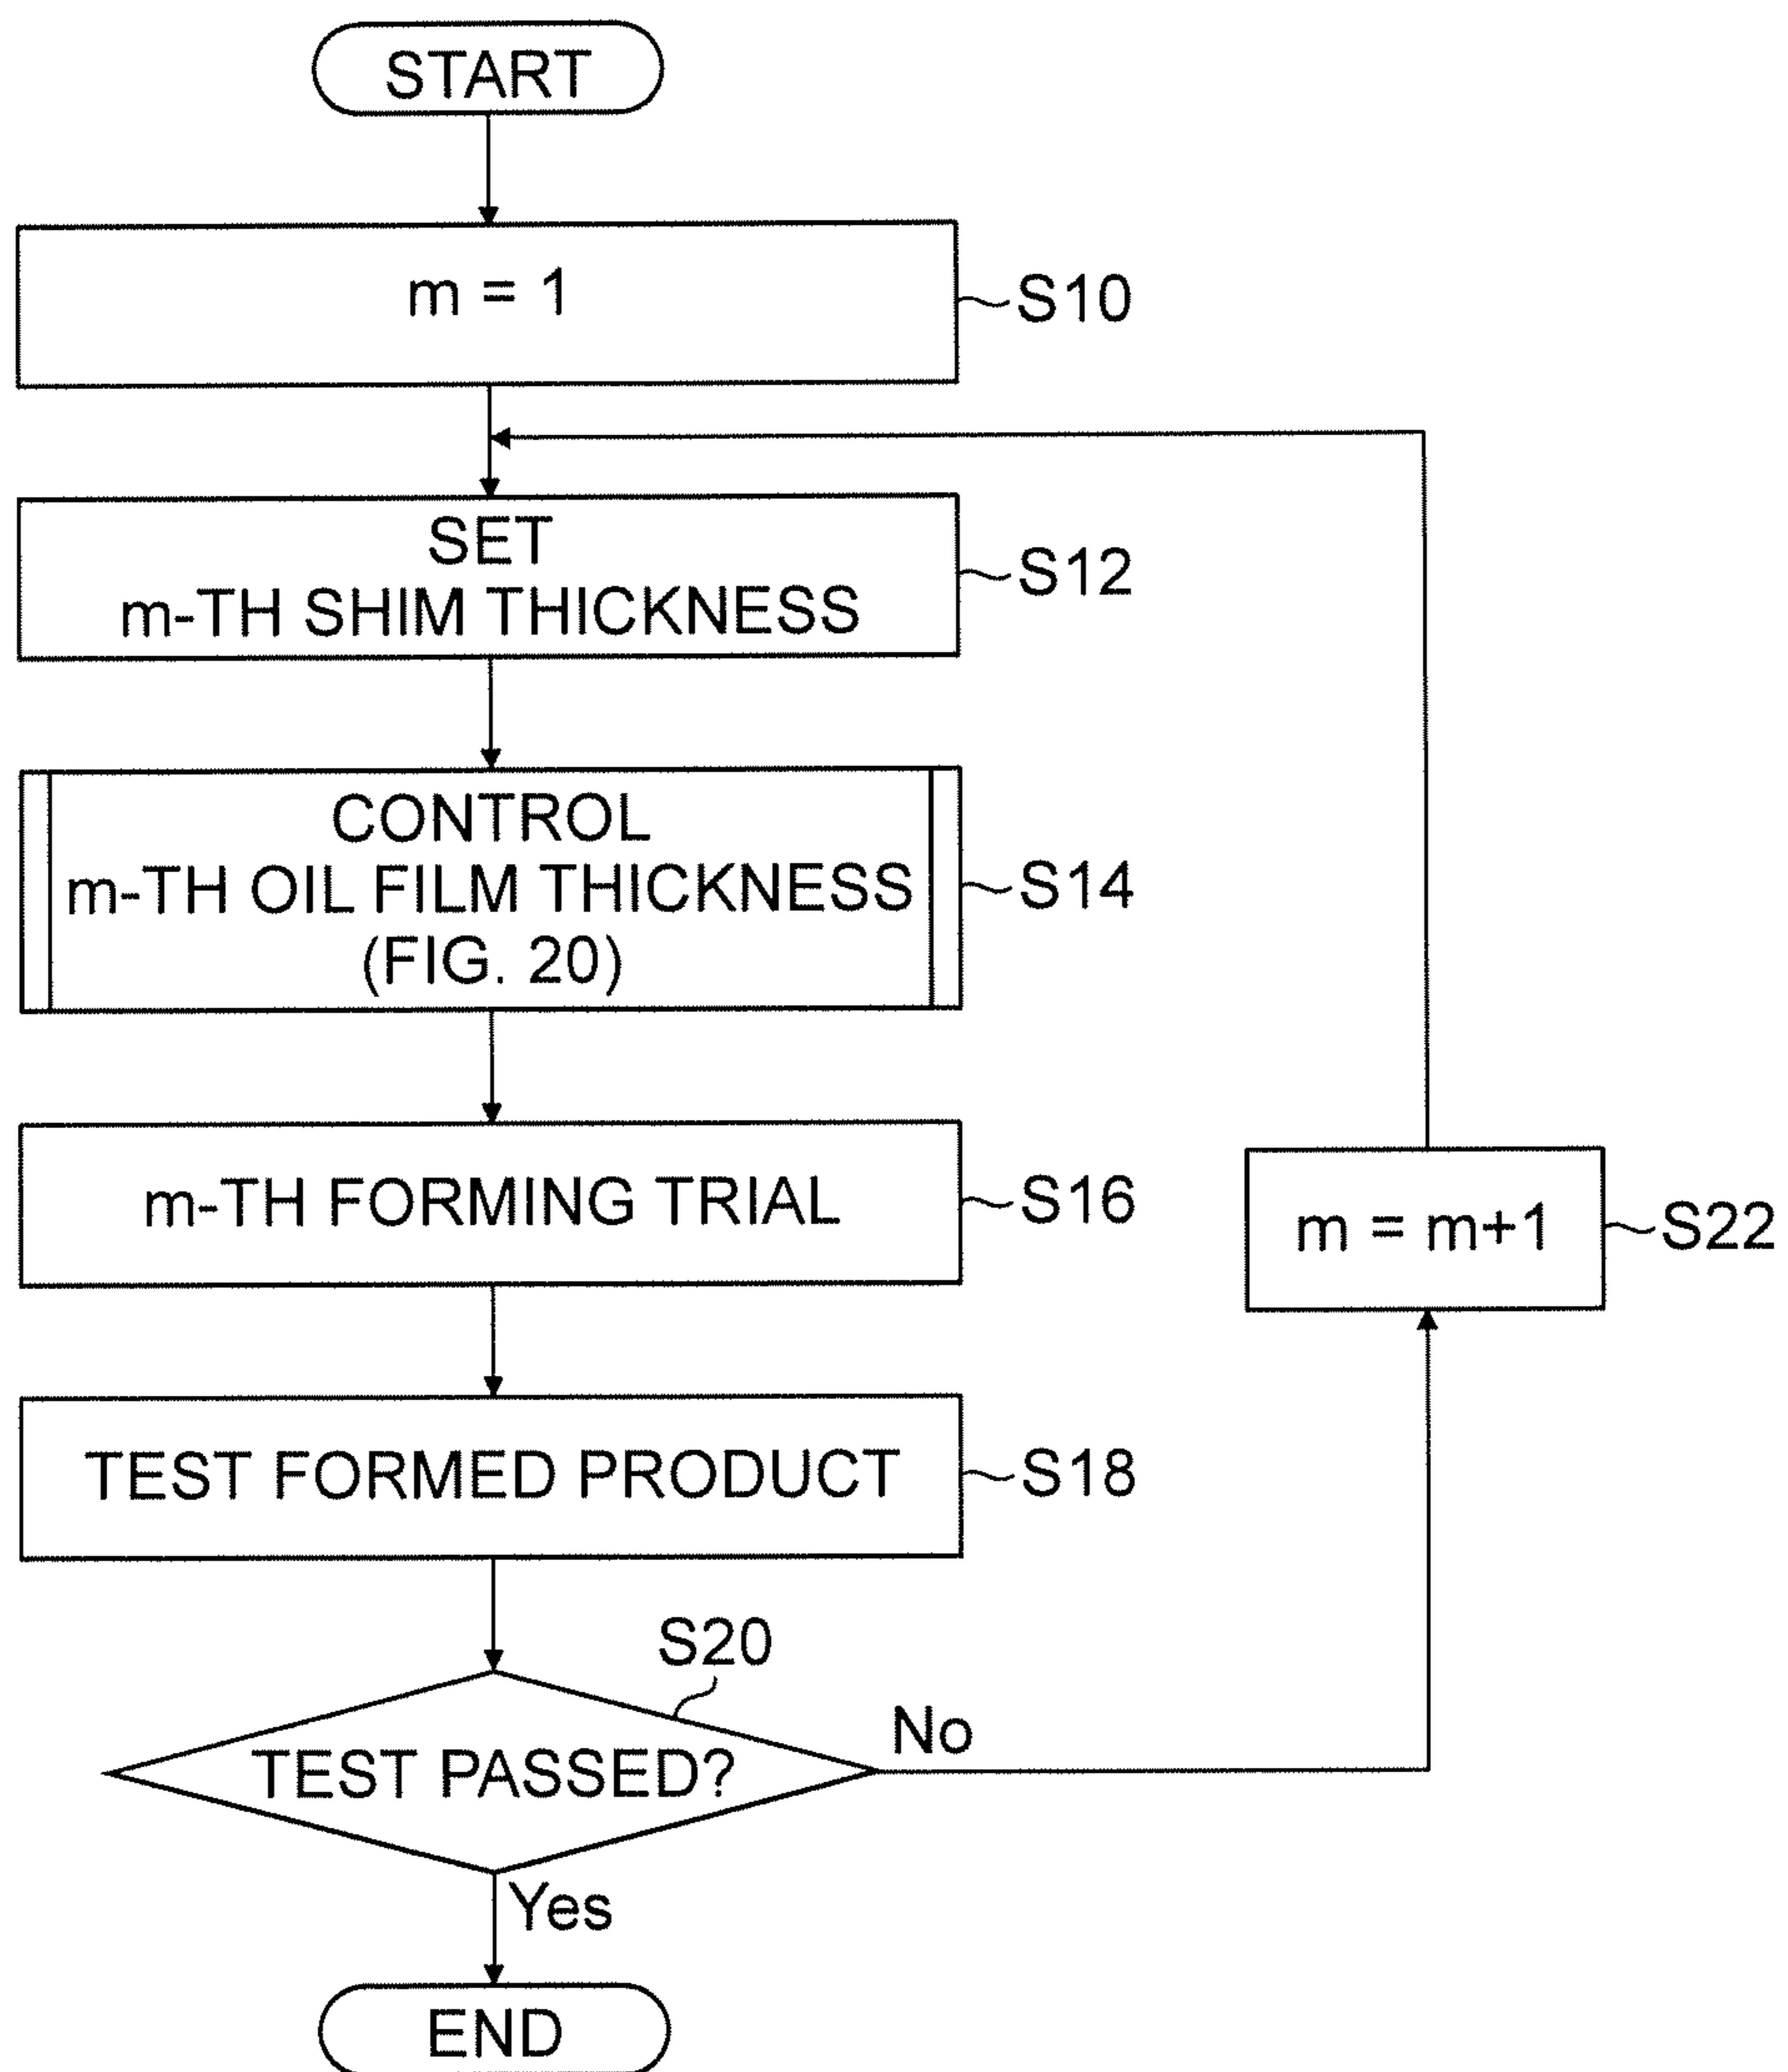 START
m = 1
S10
SET
m-TH SHIM THICKNESS
S12
CONTROL
m-TH OIL FILM THICKNESS
(FIG. 20)
S14
m-TH FORMING TRIAL
S16
m = m+1
S22
TEST FORMED PRODUCT
S18
S20
TEST PASSED?
No
Yes
END